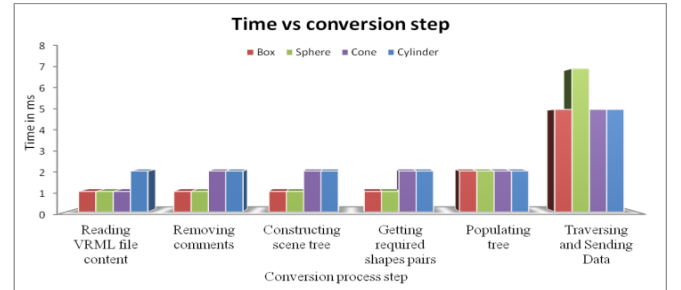 Time vs conversion step
Box Sphere Cone Cylinder
8
7
6
5
4
3
2
1
0
Time in ms
Reading VRML file content
Removing comments
Constructing scene tree
Getting required shapes pairs
Populating tree
Traversing and Sending Data
Conversion process step